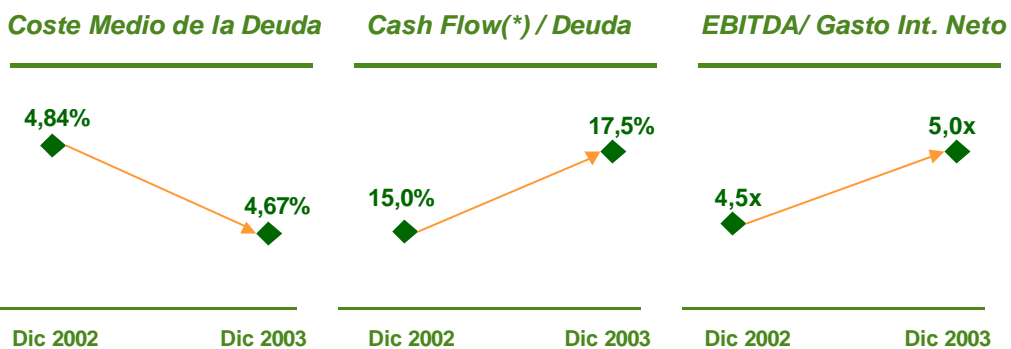 Coste Medio de la Deuda
4,84%
4,67%
Dic 2002 Dic 2003
Cash Flow(*) / Deuda
15,0%
17,5%
Dic 2002 Dic 2003
EBITDA/ Gasto Int. Neto
4,5x
5,0x
Dic 2002 Dic 2003